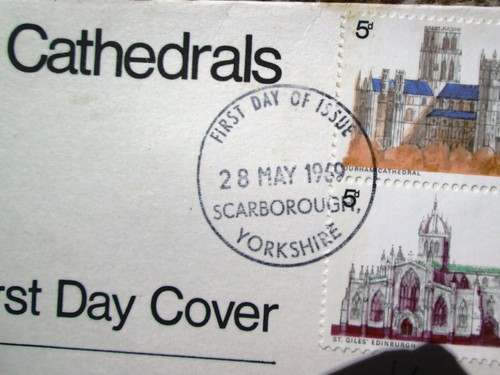 Cathedrals
FIRST DAY OF ISSUE
28 MAY 1969
SCARBOROUGH,
YORKSHIRE
5d
DURHAM CATHEDRAL
5d
ST. GILES' EDINBURGH
rst Day Cover